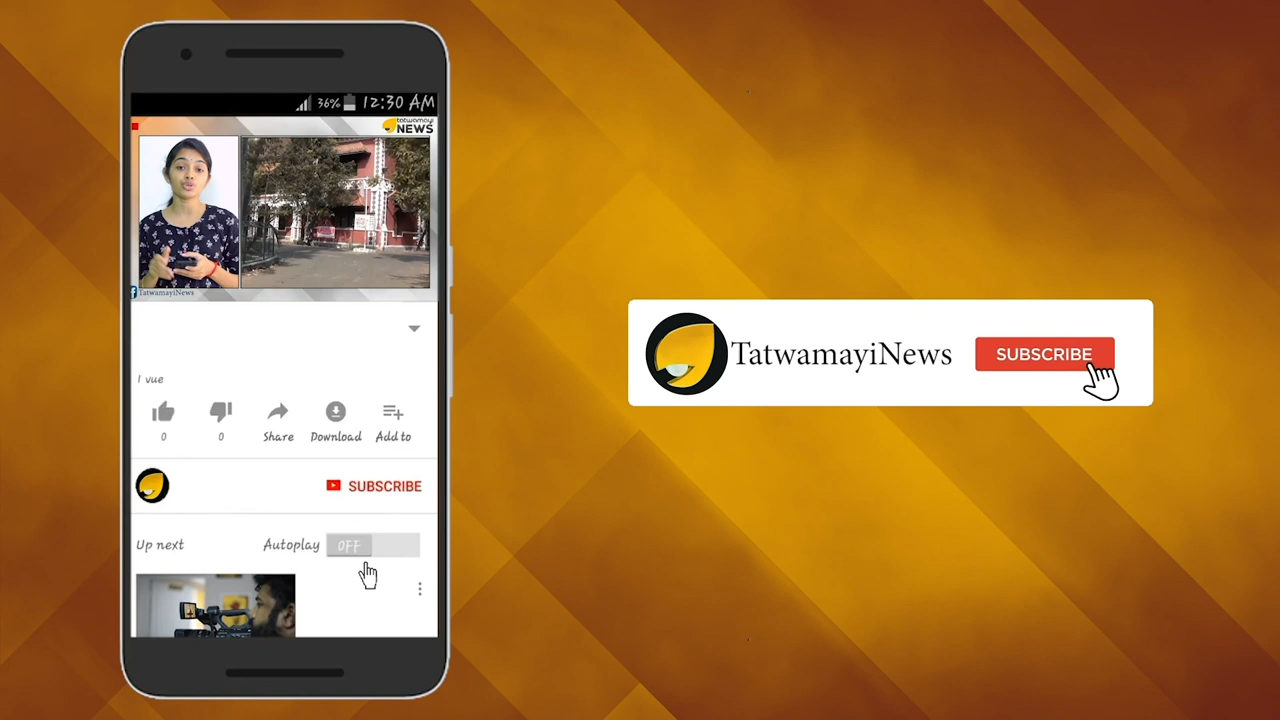 36% 12:30 AM
tatwamayi
NEWS
TatwamayiNews
1 vue
0 0 Share Download Add to
SUBSCRIBE
Up next Autoplay OFF
TatwamayiNews SUBSCRIBE